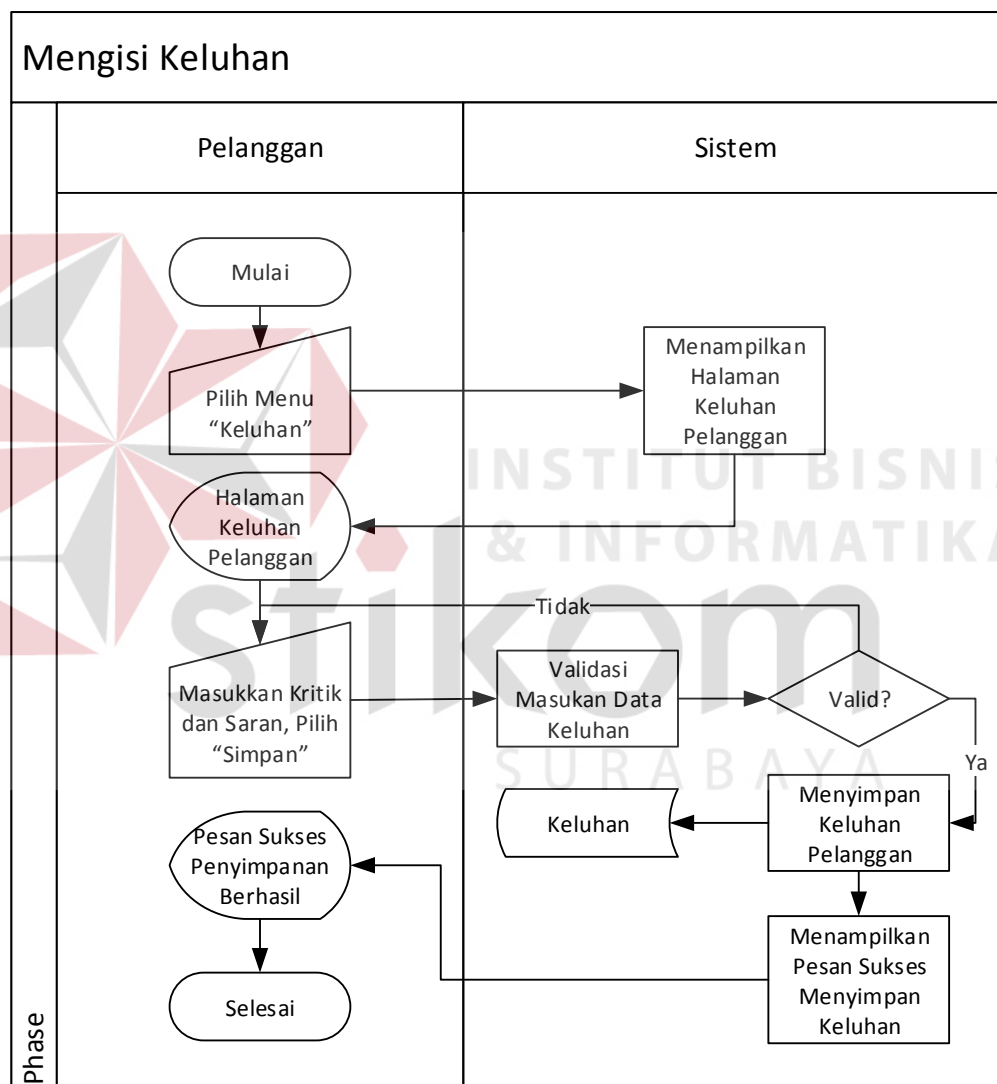 Mengisi Keluhan
Pelanggan
Sistem
Mulai
Pilih Menu
“Keluhan”
Menampilkan
Halaman
Keluhan
Pelanggan
Halaman
Keluhan
Pelanggan
Tidak
Masukkan Kritik
dan Saran, Pilih
“Simpan”
Validasi
Masukan Data
Keluhan
Valid?
Ya
Menyimpan
Keluhan
Pelanggan
Keluhan
Pesan Sukses
Penyimpanan
Berhasil
Menampilkan
Pesan Sukses
Menyimpan
Keluhan
Selesai
Phase
INSTITUT BISNIS
& INFORMATIKA
stikom
SURABAYA